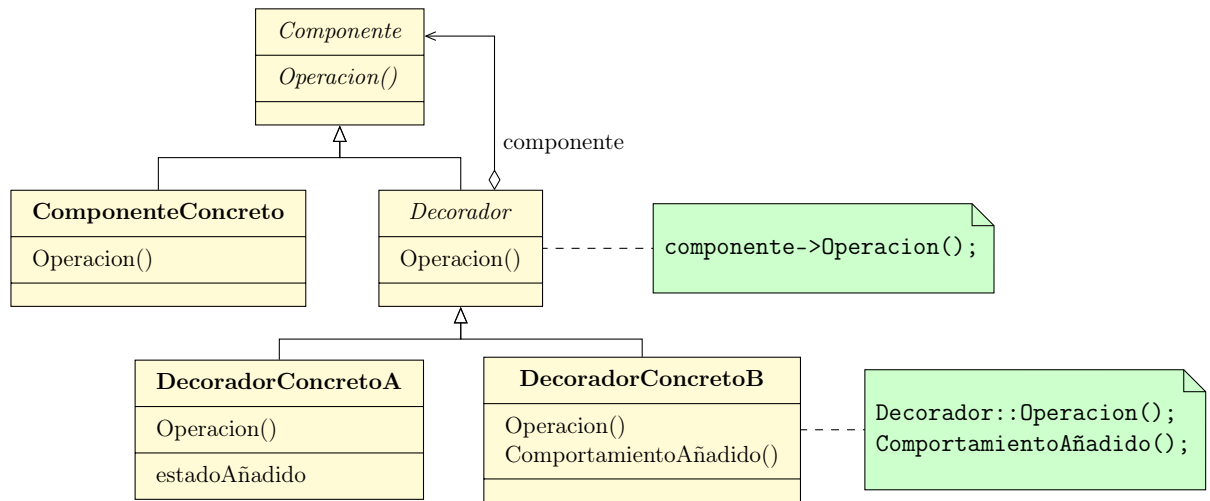 Componente
Operacion()
componente
ComponenteConcreto
Operacion()
Decorador
Operacion()
componente->Operacion();
DecoradorConcretoA
Operacion()
estadoAñadido
DecoradorConcretoB
Operacion()
ComportamientoAñadido()
Decorador::Operacion();
ComportamientoAñadido();